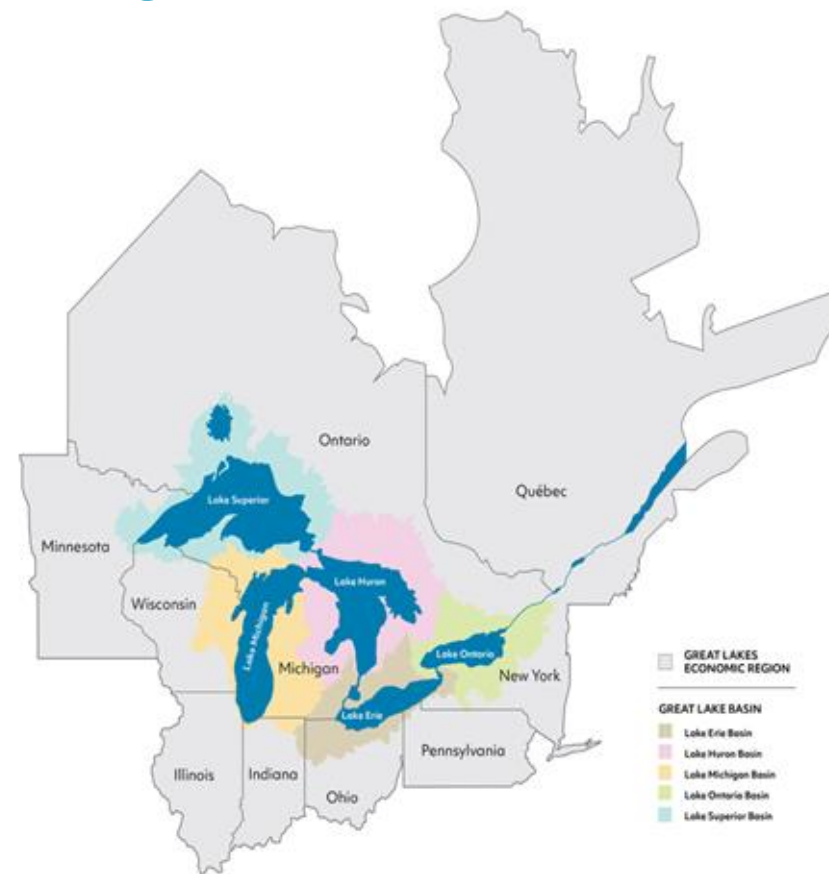 Ontario
Lake Superior
Québec
Minnesota
Lake Huron
Wisconsin
Lake Michigan
Michigan
Lake Ontario
New York
Lake Erie
Pennsylvania
Illinois
Indiana
Ohio
GREAT LAKES
ECONOMIC REGION
GREAT LAKE BASIN
Lake Erie Basin
Lake Huron Basin
Lake Michigan Basin
Lake Ontario Basin
Lake Superior Basin